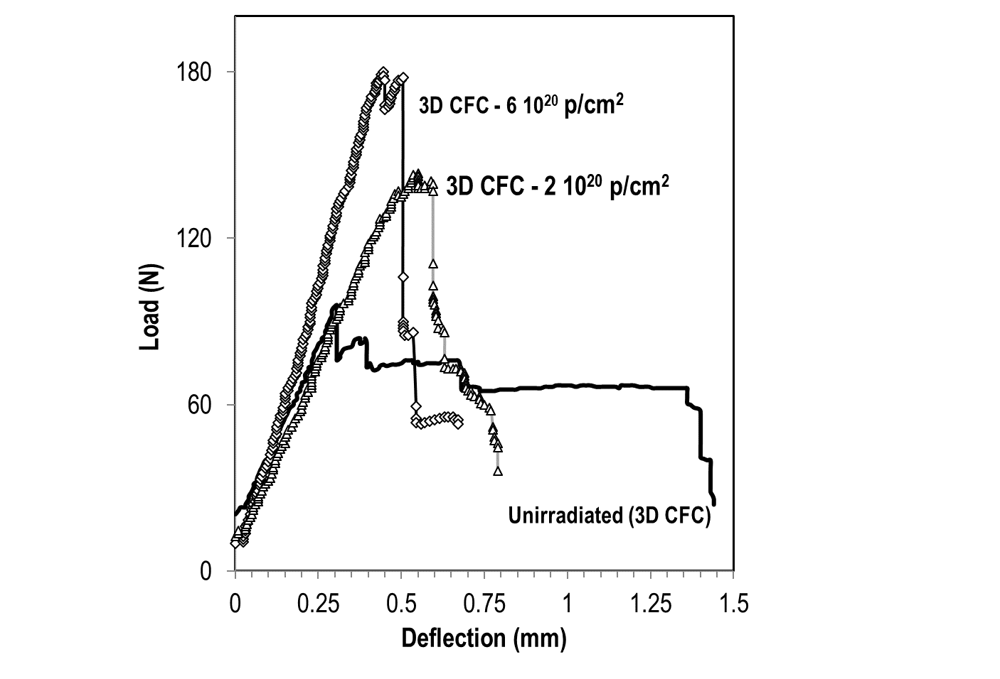 180
3D CFC - 6 10²⁰ p/cm²
3D CFC - 2 10²⁰ p/cm²
120
Load (N)
60
Unirradiated (3D CFC)
0
0 0.25 0.5 0.75 1 1.25 1.5
Deflection (mm)